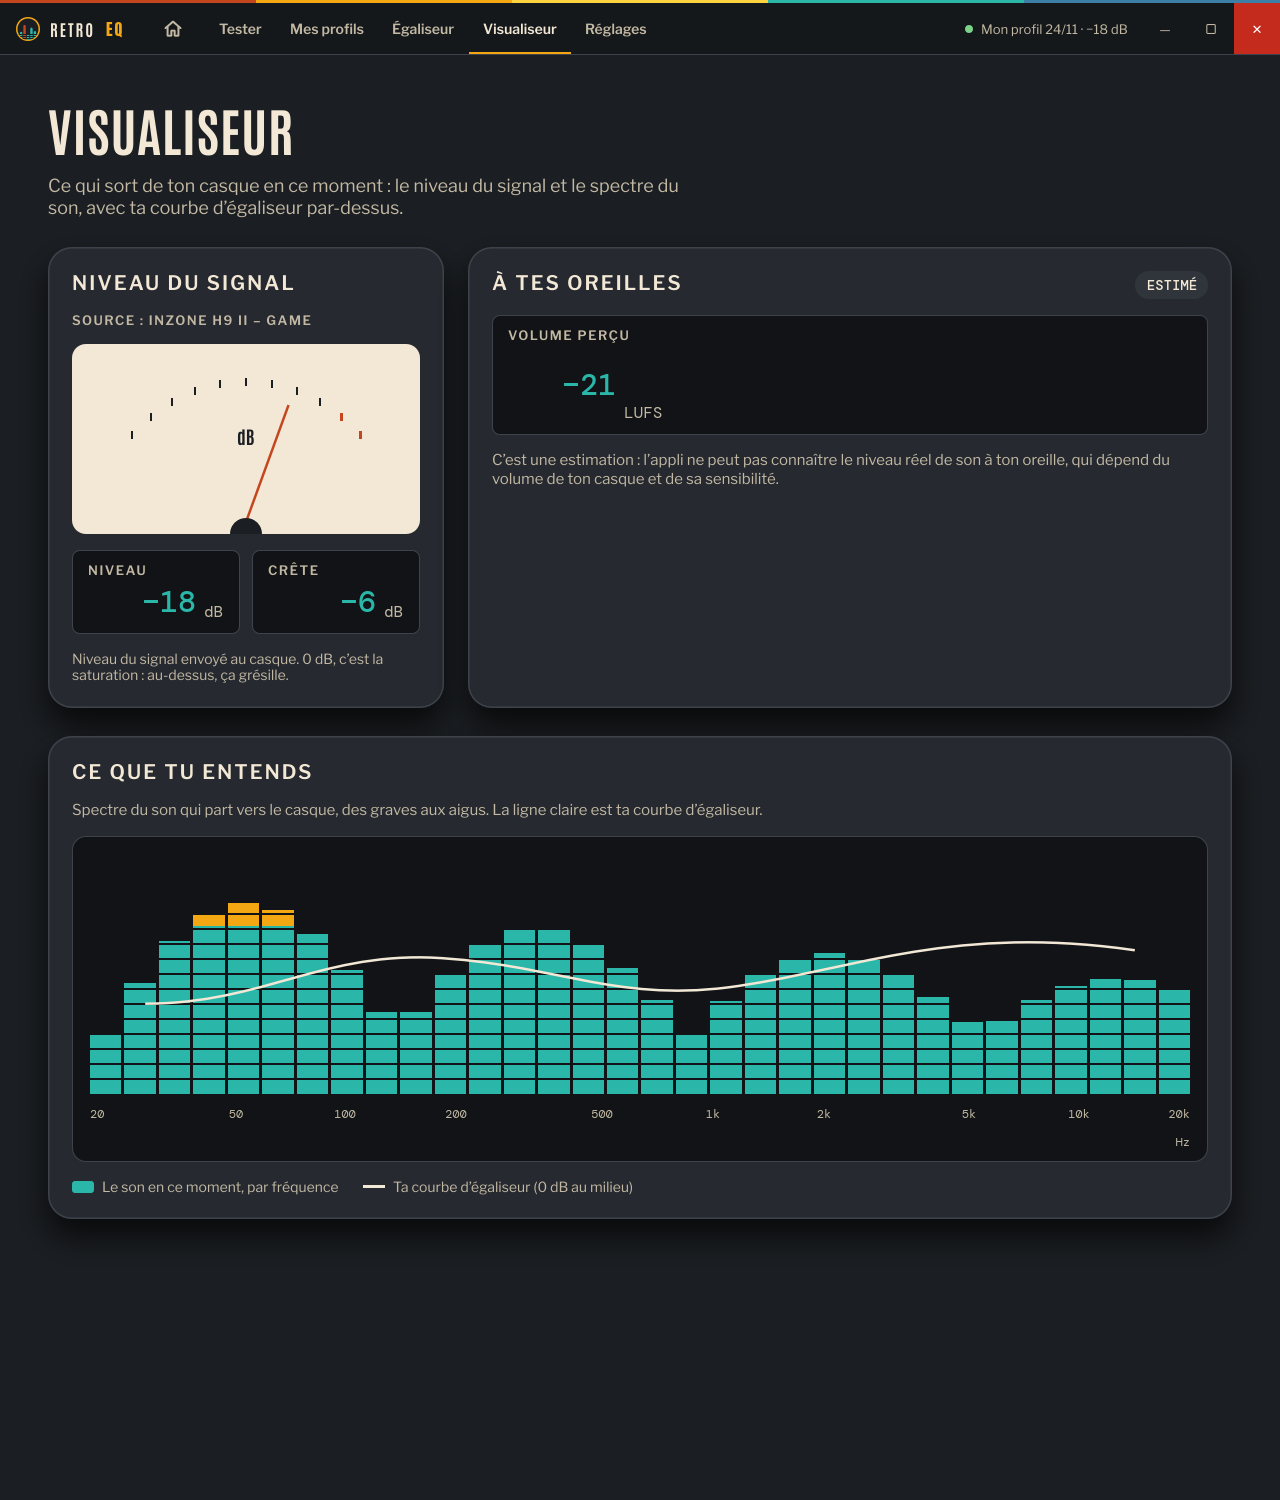 RETRO EQ
Tester
Mes profils
Égaliseur
Visualiseur
Réglages
Mon profil 24/11 · −18 dB
VISUALISEUR
Ce qui sort de ton casque en ce moment : le niveau du signal et le spectre du
son, avec ta courbe d’égaliseur par-dessus.
NIVEAU DU SIGNAL
SOURCE : INZONE H9 II – GAME
dB
NIVEAU
−18 dB
CRÊTE
−6 dB
Niveau du signal envoyé au casque. 0 dB, c’est la
saturation : au-dessus, ça grésille.
À TES OREILLES
ESTIMÉ
VOLUME PERÇU
−21
LUFS
C’est une estimation : l’appli ne peut pas connaître le niveau réel de son à ton oreille, qui dépend du
volume de ton casque et de sa sensibilité.
CE QUE TU ENTENDS
Spectre du son qui part vers le casque, des graves aux aigus. La ligne claire est ta courbe d’égaliseur.
20 50 100 200 500 1k 2k 5k 10k 20k
Hz
Le son en ce moment, par fréquence
Ta courbe d’égaliseur (0 dB au milieu)